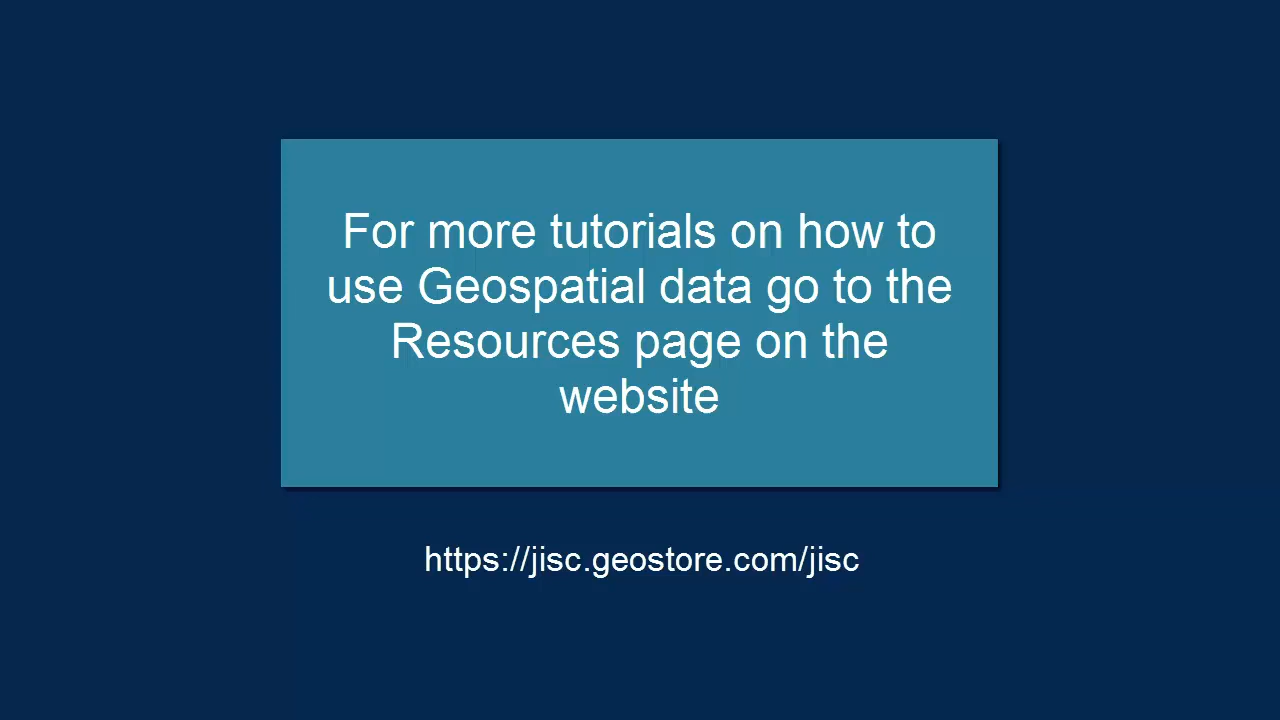 For more tutorials on how to
use Geospatial data go to the
Resources page on the
website
https://jisc.geostore.com/jisc